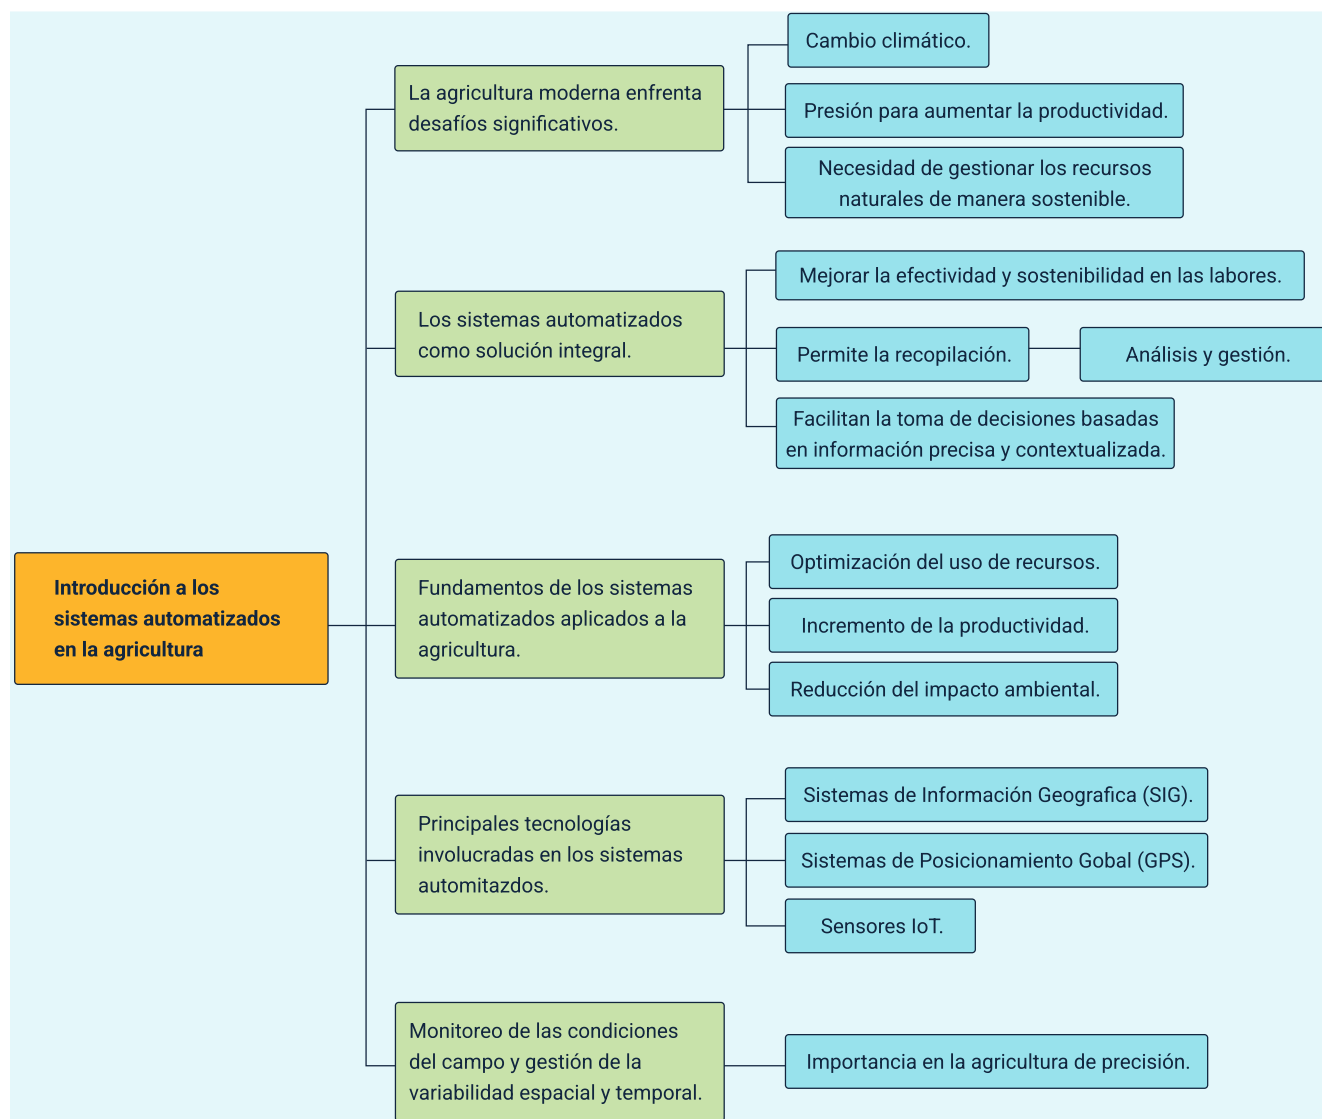 Introducción a los
sistemas automatizados
en la agricultura
La agricultura moderna enfrenta
desafíos significativos.
Cambio climático.
Presión para aumentar la productividad.
Necesidad de gestionar los recursos
naturales de manera sostenible.
Los sistemas automatizados
como solución integral.
Mejorar la efectividad y sostenibilidad en las labores.
Permite la recopilación.
Análisis y gestión.
Facilitan la toma de decisiones basadas
en información precisa y contextualizada.
Fundamentos de los sistemas
automatizados aplicados a la
agricultura.
Optimización del uso de recursos.
Incremento de la productividad.
Reducción del impacto ambiental.
Principales tecnologías
involucradas en los sistemas
automitazdos.
Sistemas de Información Geografica (SIG).
Sistemas de Posicionamiento Gobal (GPS).
Sensores IoT.
Monitoreo de las condiciones
del campo y gestión de la
variabilidad espacial y temporal.
Importancia en la agricultura de precisión.